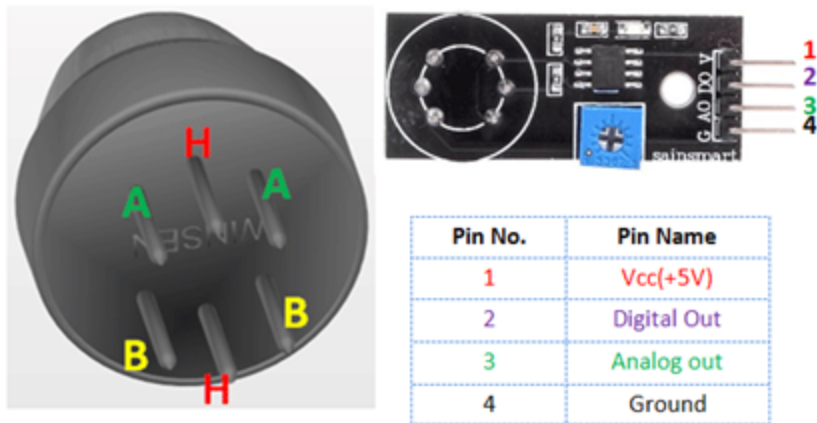 H
A
A
WINSEN
B
B
H
V
DO
AO
G
sainsmart
1
2
3
4
Pin No. Pin Name
1 Vcc(+5V)
2 Digital Out
3 Analog out
4 Ground